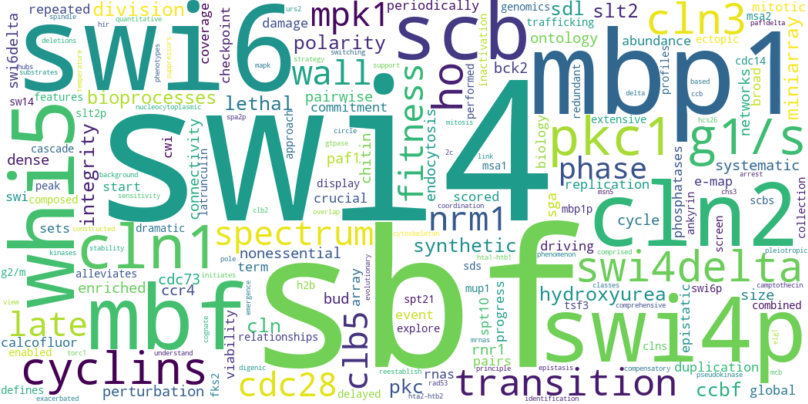 repeated division
spindle
quantitative
urs2
damage
mpk1
periodically
genomics
sdl
slt2
cln3
mitotic
msa2
paf1delta
deletions
hir
coverage
checkpoint
swi6
polarity
scb
trafficking
ontology
abundance
ectopic
swi6delta
substrates
phenotypes
temperature
suppressors
mapk
strategy
support
wall
ho
bck2
inactivation
mbp1
cdc14
broad
miniarray
hubs
features
bioprocesses
nucleocytoplasmic
lethal
pairwise
commitment
performed
redundant
profiles
based
delta
ccb
networks
sw14
slt2p
whi5
swi4
fitness
spa2p
approach
mitosis
endocytosis
biology
extensive
hcs26
pkc1
g1/s
cascade
dense
integrity
connectivity
latrunculin
cwi
paf1
chitin
circle
gtpase
background
sensitivity
clb2
overlap
display
crucial
2c
link
msa1
scored
sga
mbp1p
phase
replication
e-map
phosphatases
ankyrin
systematic
scbs
collection
swi
peak
start
composed
sets
dramatic
cln1
spectrum
nrm1
synthetic
driving
cycle
cln2
screen
msn5
chs3
arrest
pleiotropic
kinases
constructed
stability
pole
initiates
cytoskeleton
coordination
hta1-htb1
phenomenon
comprised
g2/m
alleviates
cdc73
nonessential
term
sbf
sds
mup1
progress
hydroxyurea
swi4delta
enriched
ccr4
emergence
evolutionary
array
mbf
late
h2b
bud
spt21
event
explore
spt10
tsf3
swi6p
size
classes
comprehensive
camptothecin
epistatic
combined
calcofluor
enabled
torc1
cln
viability
relationships
clb5
rnr1
pairs
swi4p
clns
duplication
view
cognate
understand
digenic
reestablish
mrnas
epistasis
principle
compensatory
pseudokinase
mcb
cyclins
cdc28
pkc
rnas
transition
ccbf
global
defines
exacerbated
perturbation
fks2
delayed
hta2-htb2
rad53
identification